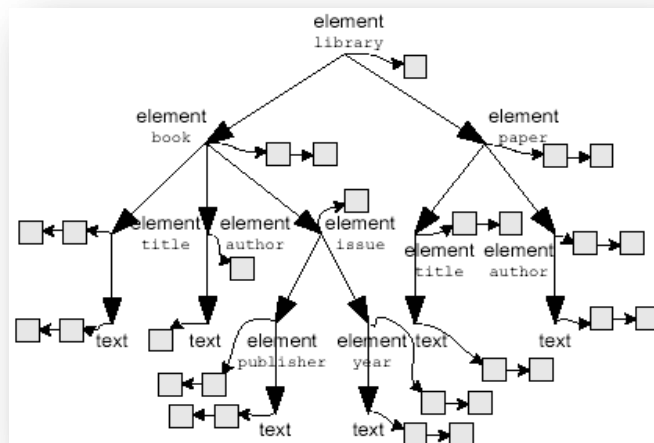 element
library
element
book
element
paper
element
title
element
author
element
issue
element
title
element
author
text
text
element
publisher
element
year
text
text
text
text